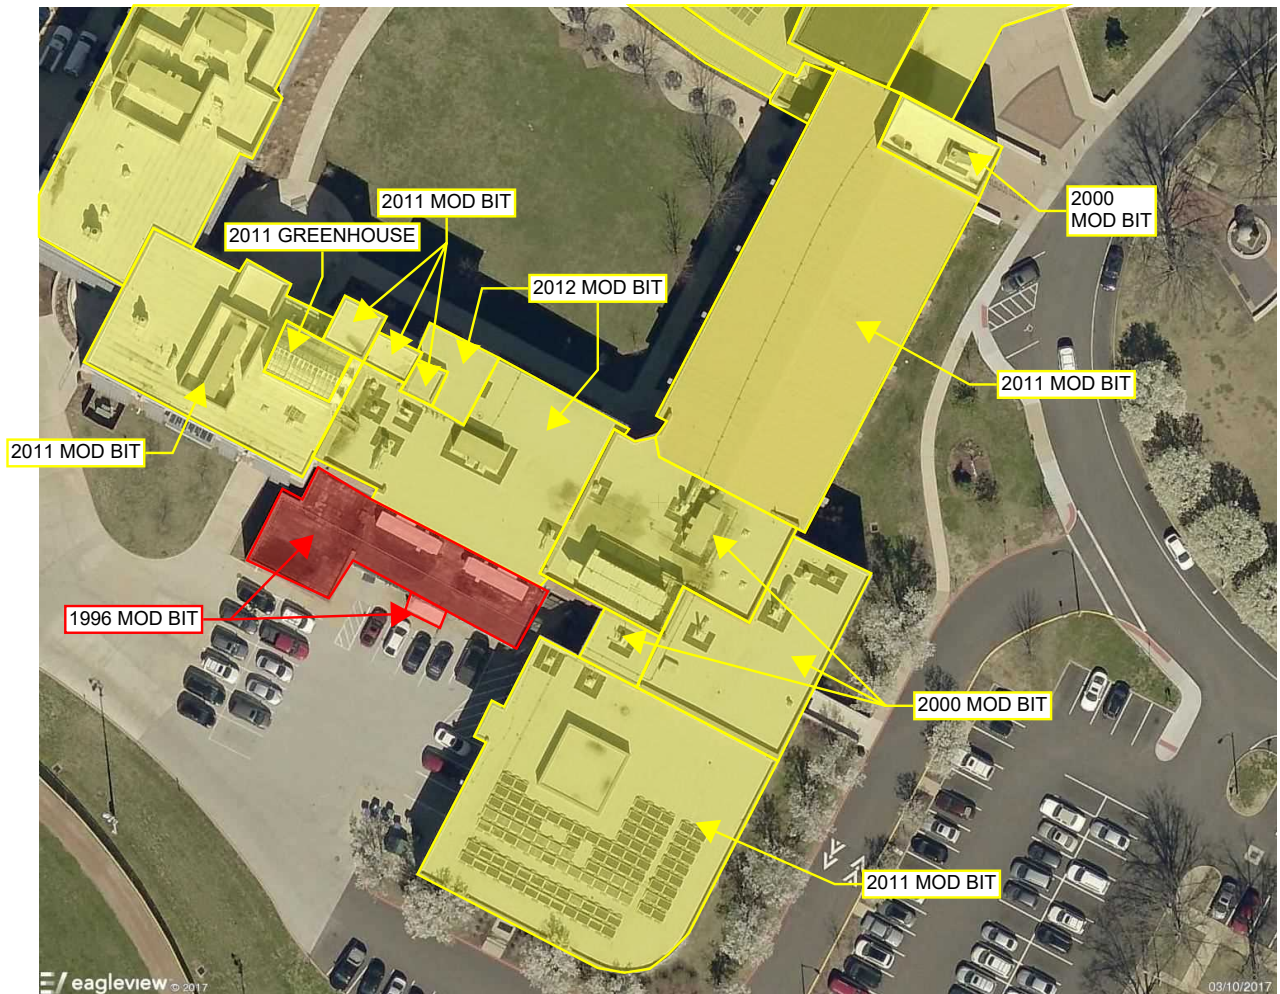 2011 MOD BIT
2000
MOD BIT
2011 GREENHOUSE
2012 MOD BIT
2011 MOD BIT
2011 MOD BIT
1996 MOD BIT
2000 MOD BIT
2011 MOD BIT
eagleview © 2017
03/10/2017